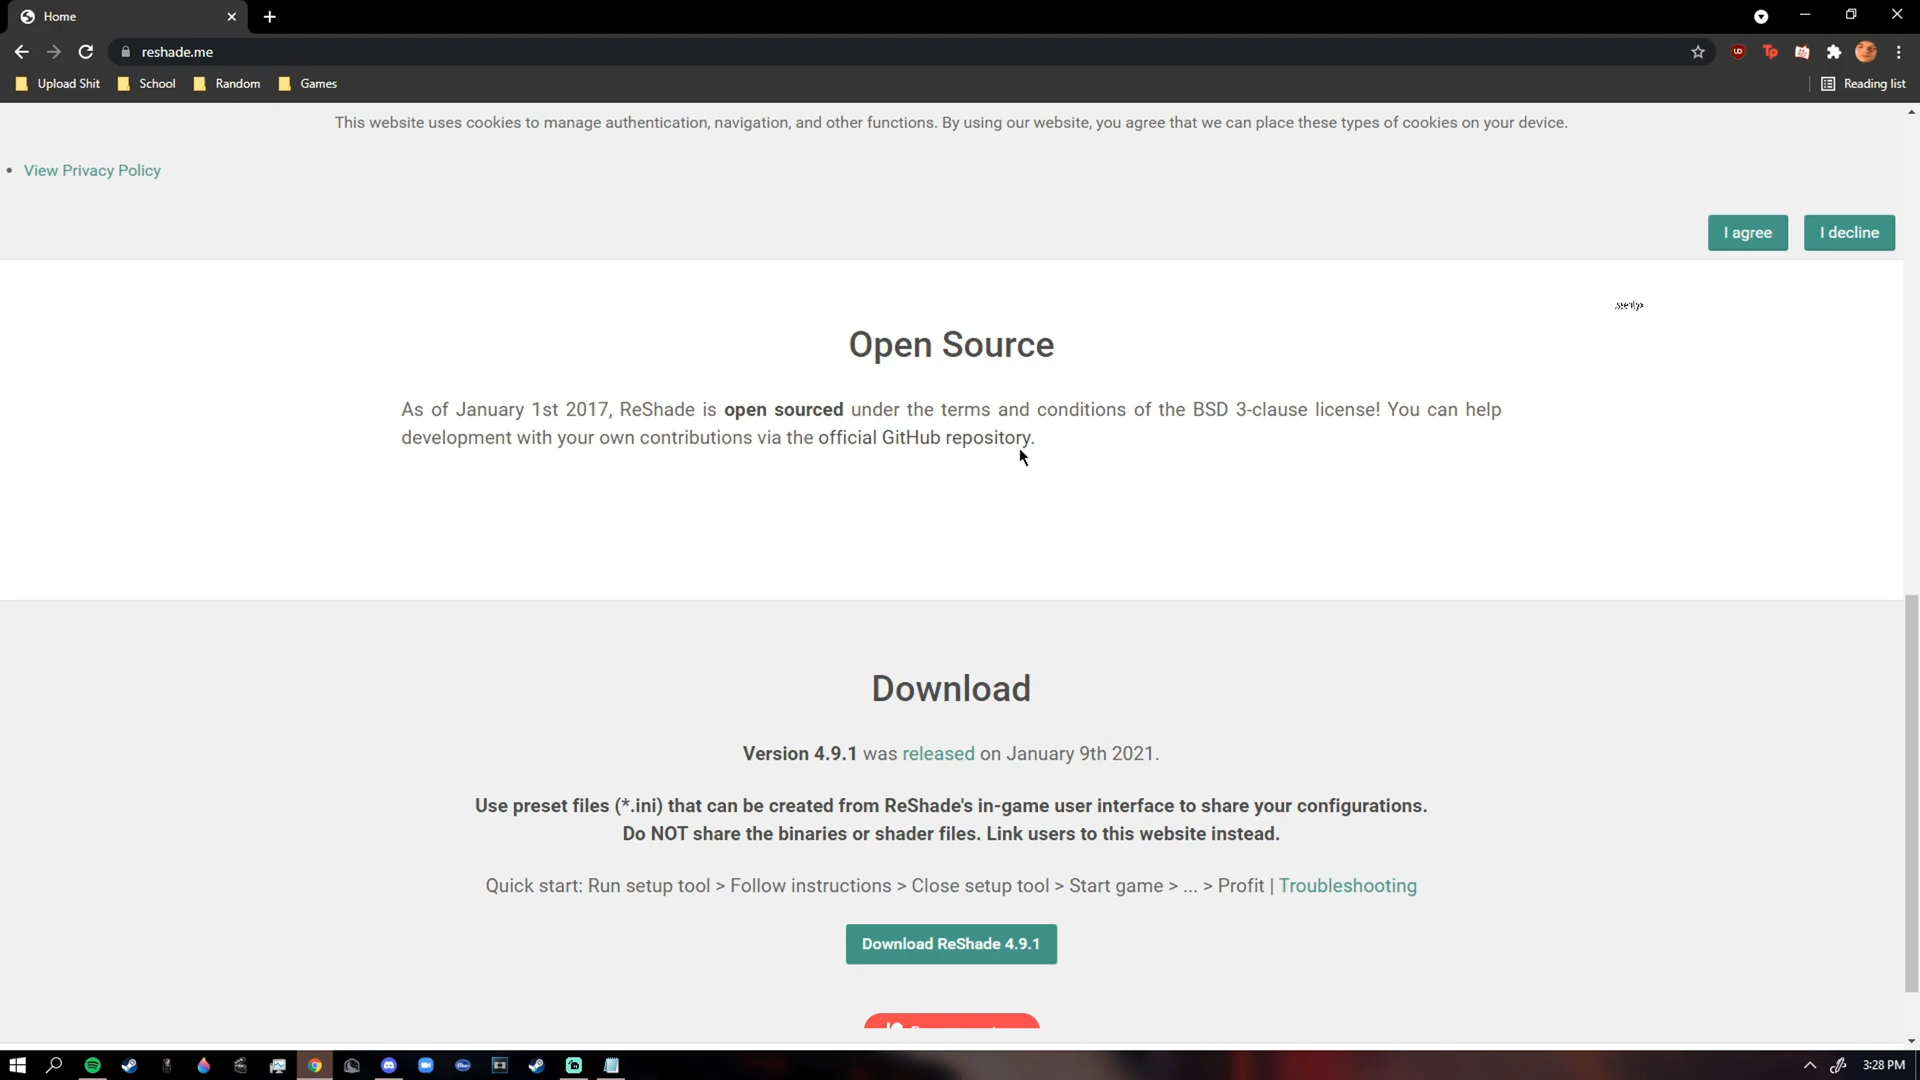 Home
reshade.me
Upload Shit
School
Random
Games
Reading list
This website uses cookies to manage authentication, navigation, and other functions. By using our website, you agree that we can place these types of cookies on your device.
View Privacy Policy
I agree
I decline
Open Source
As of January 1st 2017, ReShade is open sourced under the terms and conditions of the BSD 3-clause license! You can help
development with your own contributions via the official GitHub repository.
Download
Version 4.9.1 was released on January 9th 2021.
Use preset files (*.ini) that can be created from ReShade's in-game user interface to share your configurations.
Do NOT share the binaries or shader files. Link users to this website instead.
Quick start: Run setup tool > Follow instructions > Close setup tool > Start game > ... > Profit | Troubleshooting
Download ReShade 4.9.1
3:28 PM